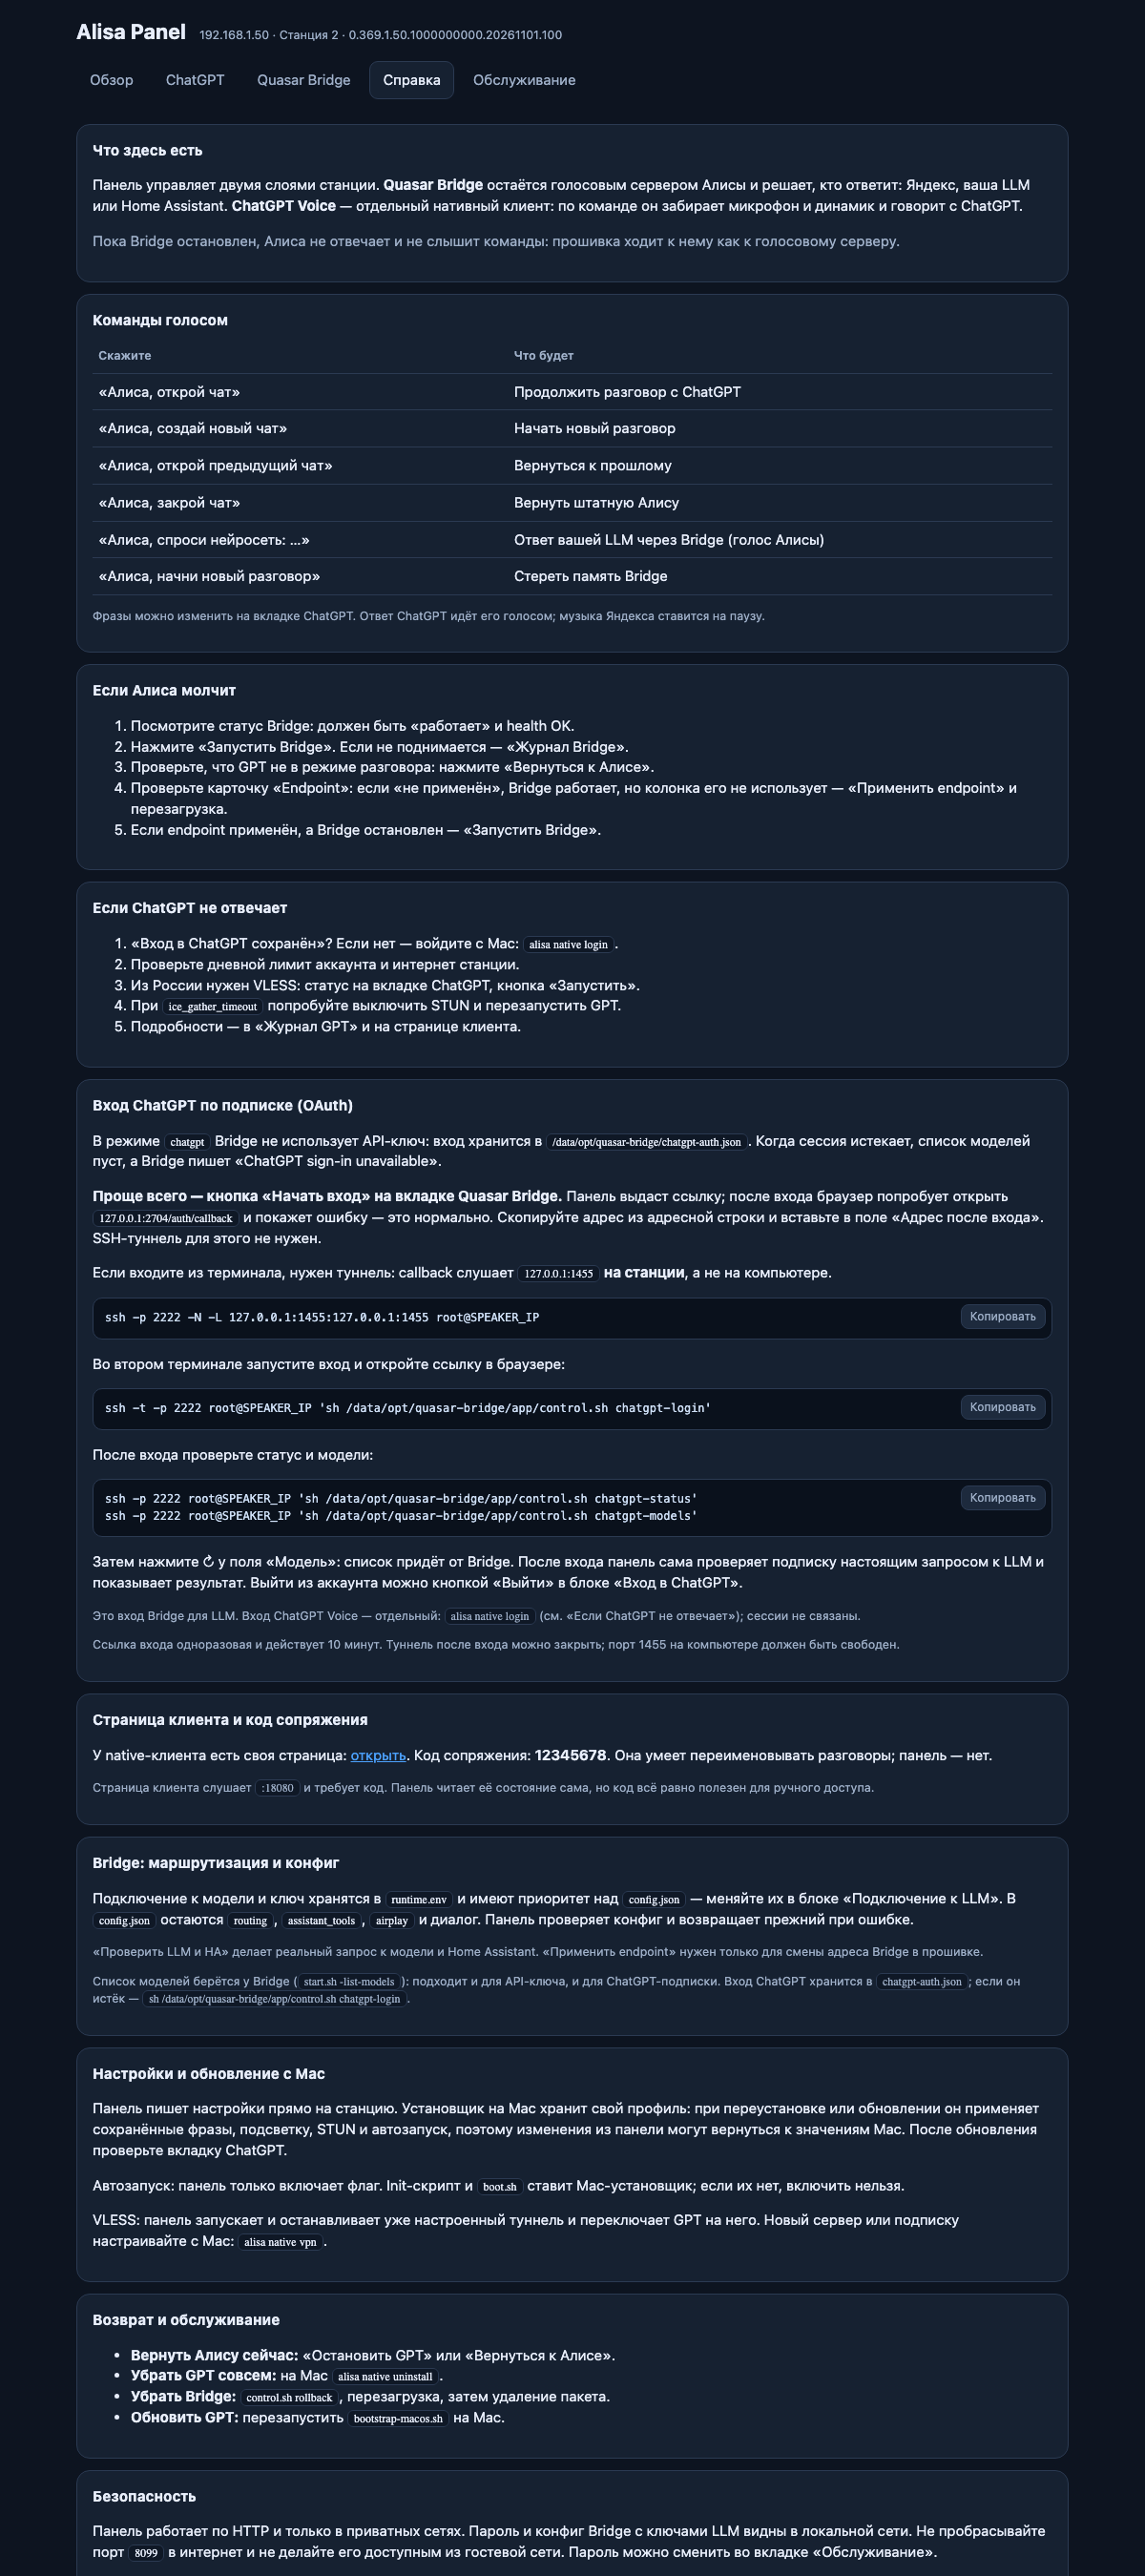 Alisa Panel 192.168.1.50 · Станция 2 · 0.369.1.50.1000000000.20261101.100
Обзор ChatGPT Quasar Bridge Справка Обслуживание
Что здесь есть
Панель управляет двумя слоями станции. Quasar Bridge остаётся голосовым сервером Алисы и решает, кто ответит: Яндекс, ваша LLM
или Home Assistant. ChatGPT Voice — отдельный нативный клиент: по команде он забирает микрофон и динамик и говорит с ChatGPT.
Пока Bridge остановлен, Алиса не отвечает и не слышит команды: прошивка ходит к нему как к голосовому серверу.
Команды голосом
Скажите Что будет
«Алиса, открой чат» Продолжить разговор с ChatGPT
«Алиса, создай новый чат» Начать новый разговор
«Алиса, открой предыдущий чат» Вернуться к прошлому
«Алиса, закрой чат» Вернуть штатную Алису
«Алиса, спроси нейросеть: ...» Ответ вашей LLM через Bridge (голос Алисы)
«Алиса, начни новый разговор» Стереть память Bridge
Фразы можно изменить на вкладке ChatGPT. Ответ ChatGPT идёт его голосом; музыка Яндекса ставится на паузу.
Если Алиса молчит
1. Посмотрите статус Bridge: должен быть «работает» и health OK.
2. Нажмите «Запустить Bridge». Если не поднимается — «Журнал Bridge».
3. Проверьте, что GPT не в режиме разговора: нажмите «Вернуться к Алисе».
4. Проверьте карточку «Endpoint»: если «не применён», Bridge работает, но колонка его не использует — «Применить endpoint» и
перезагрузка.
5. Если endpoint применён, а Bridge остановлен — «Запустить Bridge».
Если ChatGPT не отвечает
1. «Вход в ChatGPT сохранён»? Если нет — войдите с Mac: alisa native login.
2. Проверьте дневной лимит аккаунта и интернет станции.
3. Из России нужен VLESS: статус на вкладке ChatGPT, кнопка «Запустить».
4. При ice_gather_timeout попробуйте выключить STUN и перезапустить GPT.
5. Подробности — в «Журнал GPT» и на странице клиента.
Вход ChatGPT по подписке (OAuth)
В режиме chatgpt Bridge не использует API-ключ: вход хранится в /data/opt/quasar-bridge/chatgpt-auth.json. Когда сессия истекает, список моделей
пуст, а Bridge пишет «ChatGPT sign-in unavailable».
Проще всего — кнопка «Начать вход» на вкладке Quasar Bridge. Панель выдаст ссылку; после входа браузер попробует открыть
127.0.0.1:2704/auth/callback и покажет ошибку — это нормально. Скопируйте адрес из адресной строки и вставьте в поле «Адрес после входа».
SSH-туннель для этого не нужен.
Если входите из терминала, нужен туннель: callback слушает 127.0.0.1:1455 на станции, а не на компьютере.
ssh -p 2222 -N -L 127.0.0.1:1455:127.0.0.1:1455 root@SPEAKER_IP Копировать
Во втором терминале запустите вход и откройте ссылку в браузере:
ssh -t -p 2222 root@SPEAKER_IP 'sh /data/opt/quasar-bridge/app/control.sh chatgpt-login' Копировать
После входа проверьте статус и модели:
ssh -p 2222 root@SPEAKER_IP 'sh /data/opt/quasar-bridge/app/control.sh chatgpt-status' Копировать
ssh -p 2222 root@SPEAKER_IP 'sh /data/opt/quasar-bridge/app/control.sh chatgpt-models'
Затем нажмите ↻ у поля «Модель»: список придёт от Bridge. После входа панель сама проверяет подписку настоящим запросом к LLM и
показывает результат. Выйти из аккаунта можно кнопкой «Выйти» в блоке «Вход в ChatGPT».
Это вход Bridge для LLM. Вход ChatGPT Voice — отдельный: alisa native login (см. «Если ChatGPT не отвечает»); сессии не связаны.
Ссылка входа одноразовая и действует 10 минут. Туннель после входа можно закрыть; порт 1455 на компьютере должен быть свободен.
Страница клиента и код сопряжения
У native-клиента есть своя страница: открыть. Код сопряжения: 12345678. Она умеет переименовывать разговоры; панель — нет.
Страница клиента слушает :18080 и требует код. Панель читает её состояние сама, но код всё равно полезен для ручного доступа.
Bridge: маршрутизация и конфиг
Подключение к модели и ключ хранятся в runtime.env и имеют приоритет над config.json — меняйте их в блоке «Подключение к LLM». В
config.json остаются routing, assistant_tools, airplay и диалог. Панель проверяет конфиг и возвращает прежний при ошибке.
«Проверить LLM и HA» делает реальный запрос к модели и Home Assistant. «Применить endpoint» нужен только для смены адреса Bridge в прошивке.
Список моделей берётся у Bridge (start.sh -list-models): подходит и для API-ключа, и для ChatGPT-подписки. Вход ChatGPT хранится в chatgpt-auth.json; если он
истёк — sh /data/opt/quasar-bridge/app/control.sh chatgpt-login.
Настройки и обновление с Mac
Панель пишет настройки прямо на станцию. Установщик на Mac хранит свой профиль: при переустановке или обновлении он применяет
сохранённые фразы, подсветку, STUN и автозапуск, поэтому изменения из панели могут вернуться к значениям Mac. После обновления
проверьте вкладку ChatGPT.
Автозапуск: панель только включает флаг. Init-скрипт и boot.sh ставит Mac-установщик; если их нет, включить нельзя.
VLESS: панель запускает и останавливает уже настроенный туннель и переключает GPT на него. Новый сервер или подписку
настраивайте с Mac: alisa native vpn.
Возврат и обслуживание
• Вернуть Алису сейчас: «Остановить GPT» или «Вернуться к Алисе».
• Убрать GPT совсем: на Mac alisa native uninstall.
• Убрать Bridge: control.sh rollback, перезагрузка, затем удаление пакета.
• Обновить GPT: перезапустить bootstrap-macos.sh на Mac.
Безопасность
Панель работает по HTTP и только в приватных сетях. Пароль и конфиг Bridge с ключами LLM видны в локальной сети. Не пробрасывайте
порт 8099 в интернет и не делайте его доступным из гостевой сети. Пароль можно сменить во вкладке «Обслуживание».